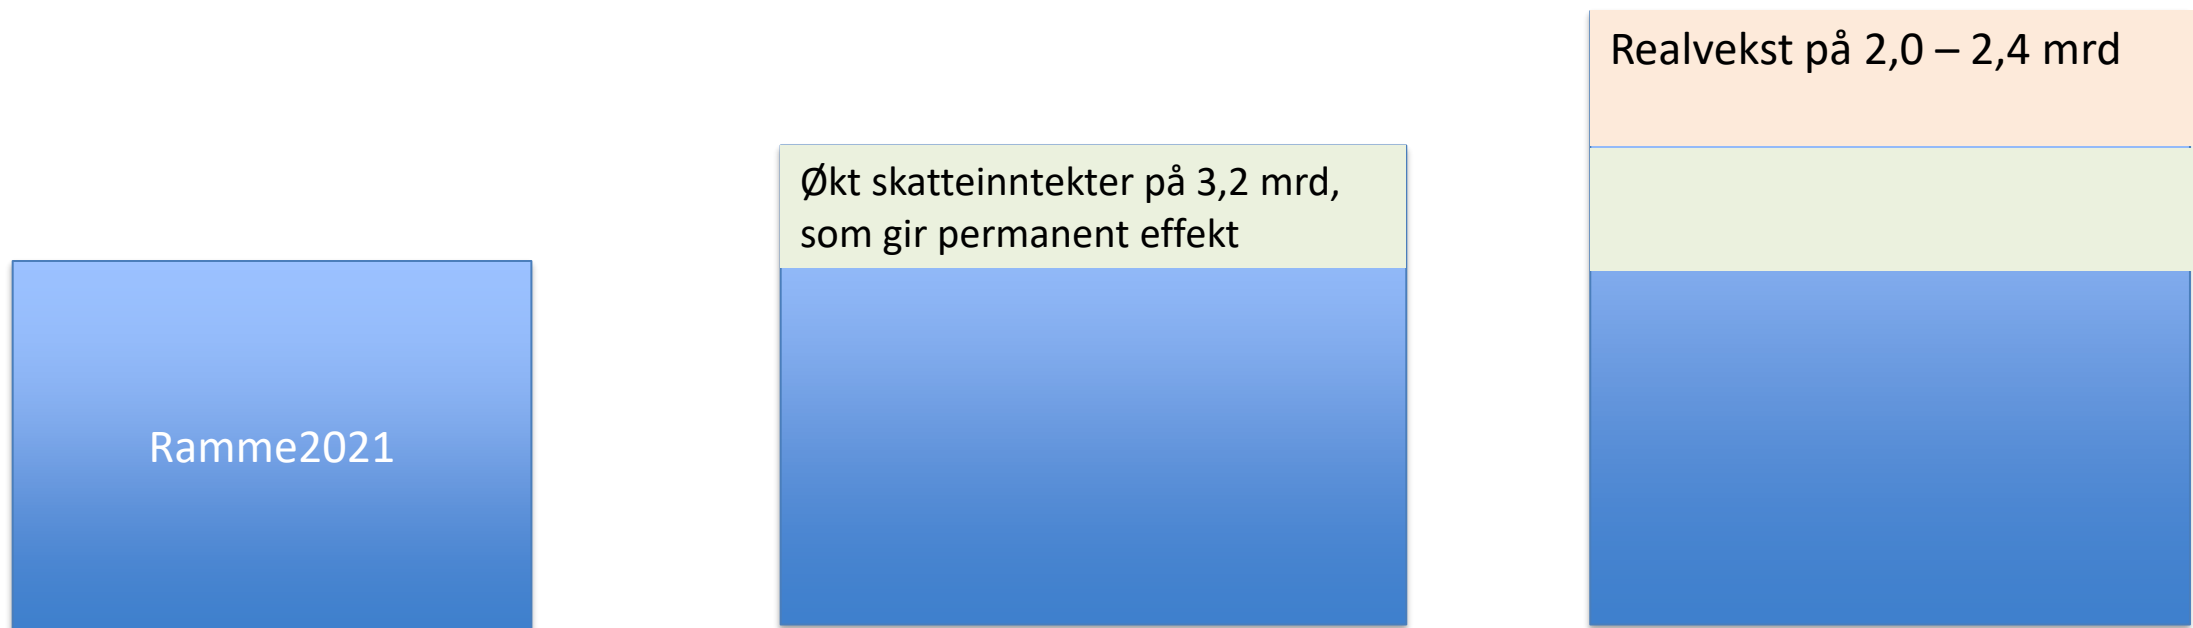 Realvekst på 2,0 – 2,4 mrd
Økt skatteinntekter på 3,2 mrd,
som gir permanent effekt
Ramme2021